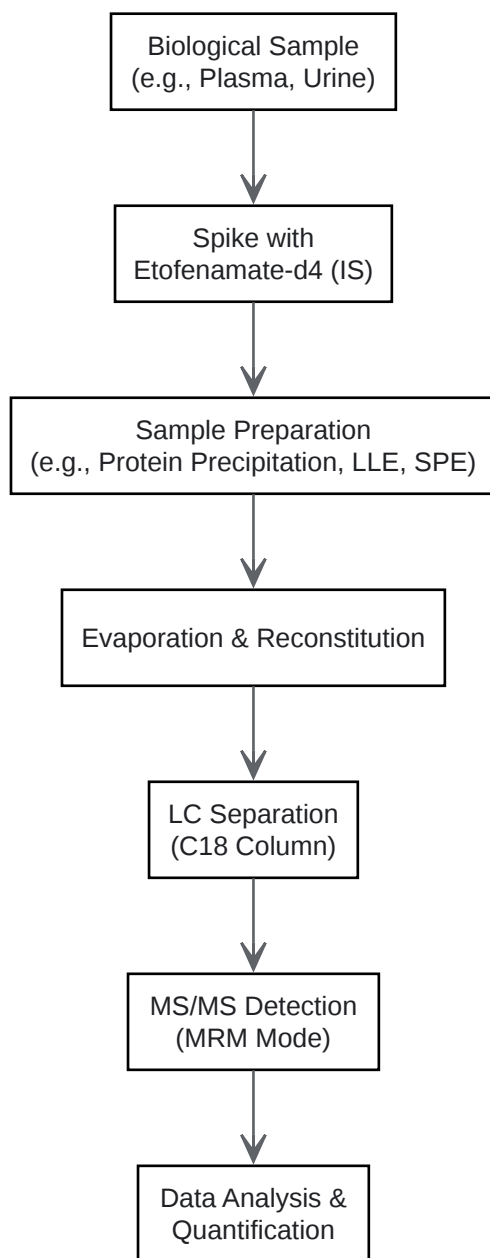 Biological Sample
(e.g., Plasma, Urine)
Spike with
Etofenamate-d4 (IS)
Sample Preparation
(e.g., Protein Precipitation, LLE, SPE)
Evaporation & Reconstitution
LC Separation
(C18 Column)
MS/MS Detection
(MRM Mode)
Data Analysis &
Quantification